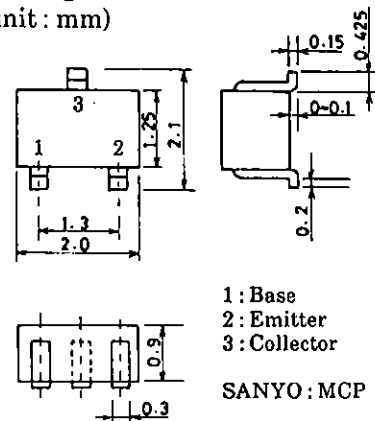 unit : mm)
0.15
0.425
3
1
2
1.25
2.1
0~0.1
1.3
2.0
0.2
0.9
0.3
1 : Base
2 : Emitter
3 : Collector
SANYO : MCP